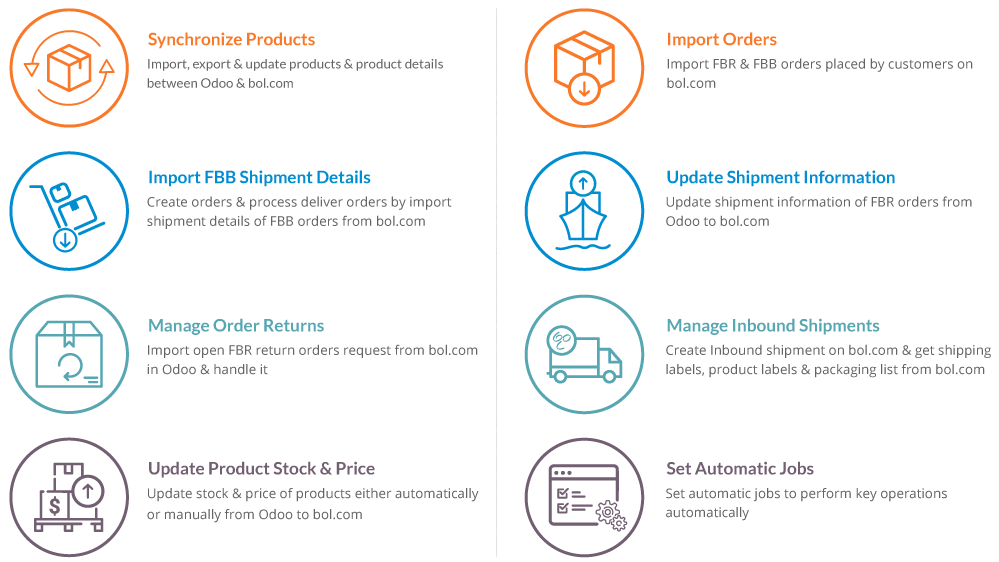 Synchronize Products
Import, export & update products & product details
between Odoo & bol.com
Import FBB Shipment Details
Create orders & process deliver orders by import
shipment details of FBB orders from bol.com
Manage Order Returns
Import open FBR return orders request from bol.com
in Odoo & handle it
$
Update Product Stock & Price
Update stock & price of products either automatically
or manually from Odoo to bol.com
Import Orders
Import FBR & FBB orders placed by customers on
bol.com
Update Shipment Information
Update shipment information of FBR orders from
Odoo to bol.com
Manage Inbound Shipments
Create Inbound shipment on bol.com & get shipping
labels, product labels & packaging list from bol.com
Set Automatic Jobs
Set automatic jobs to perform key operations
automatically